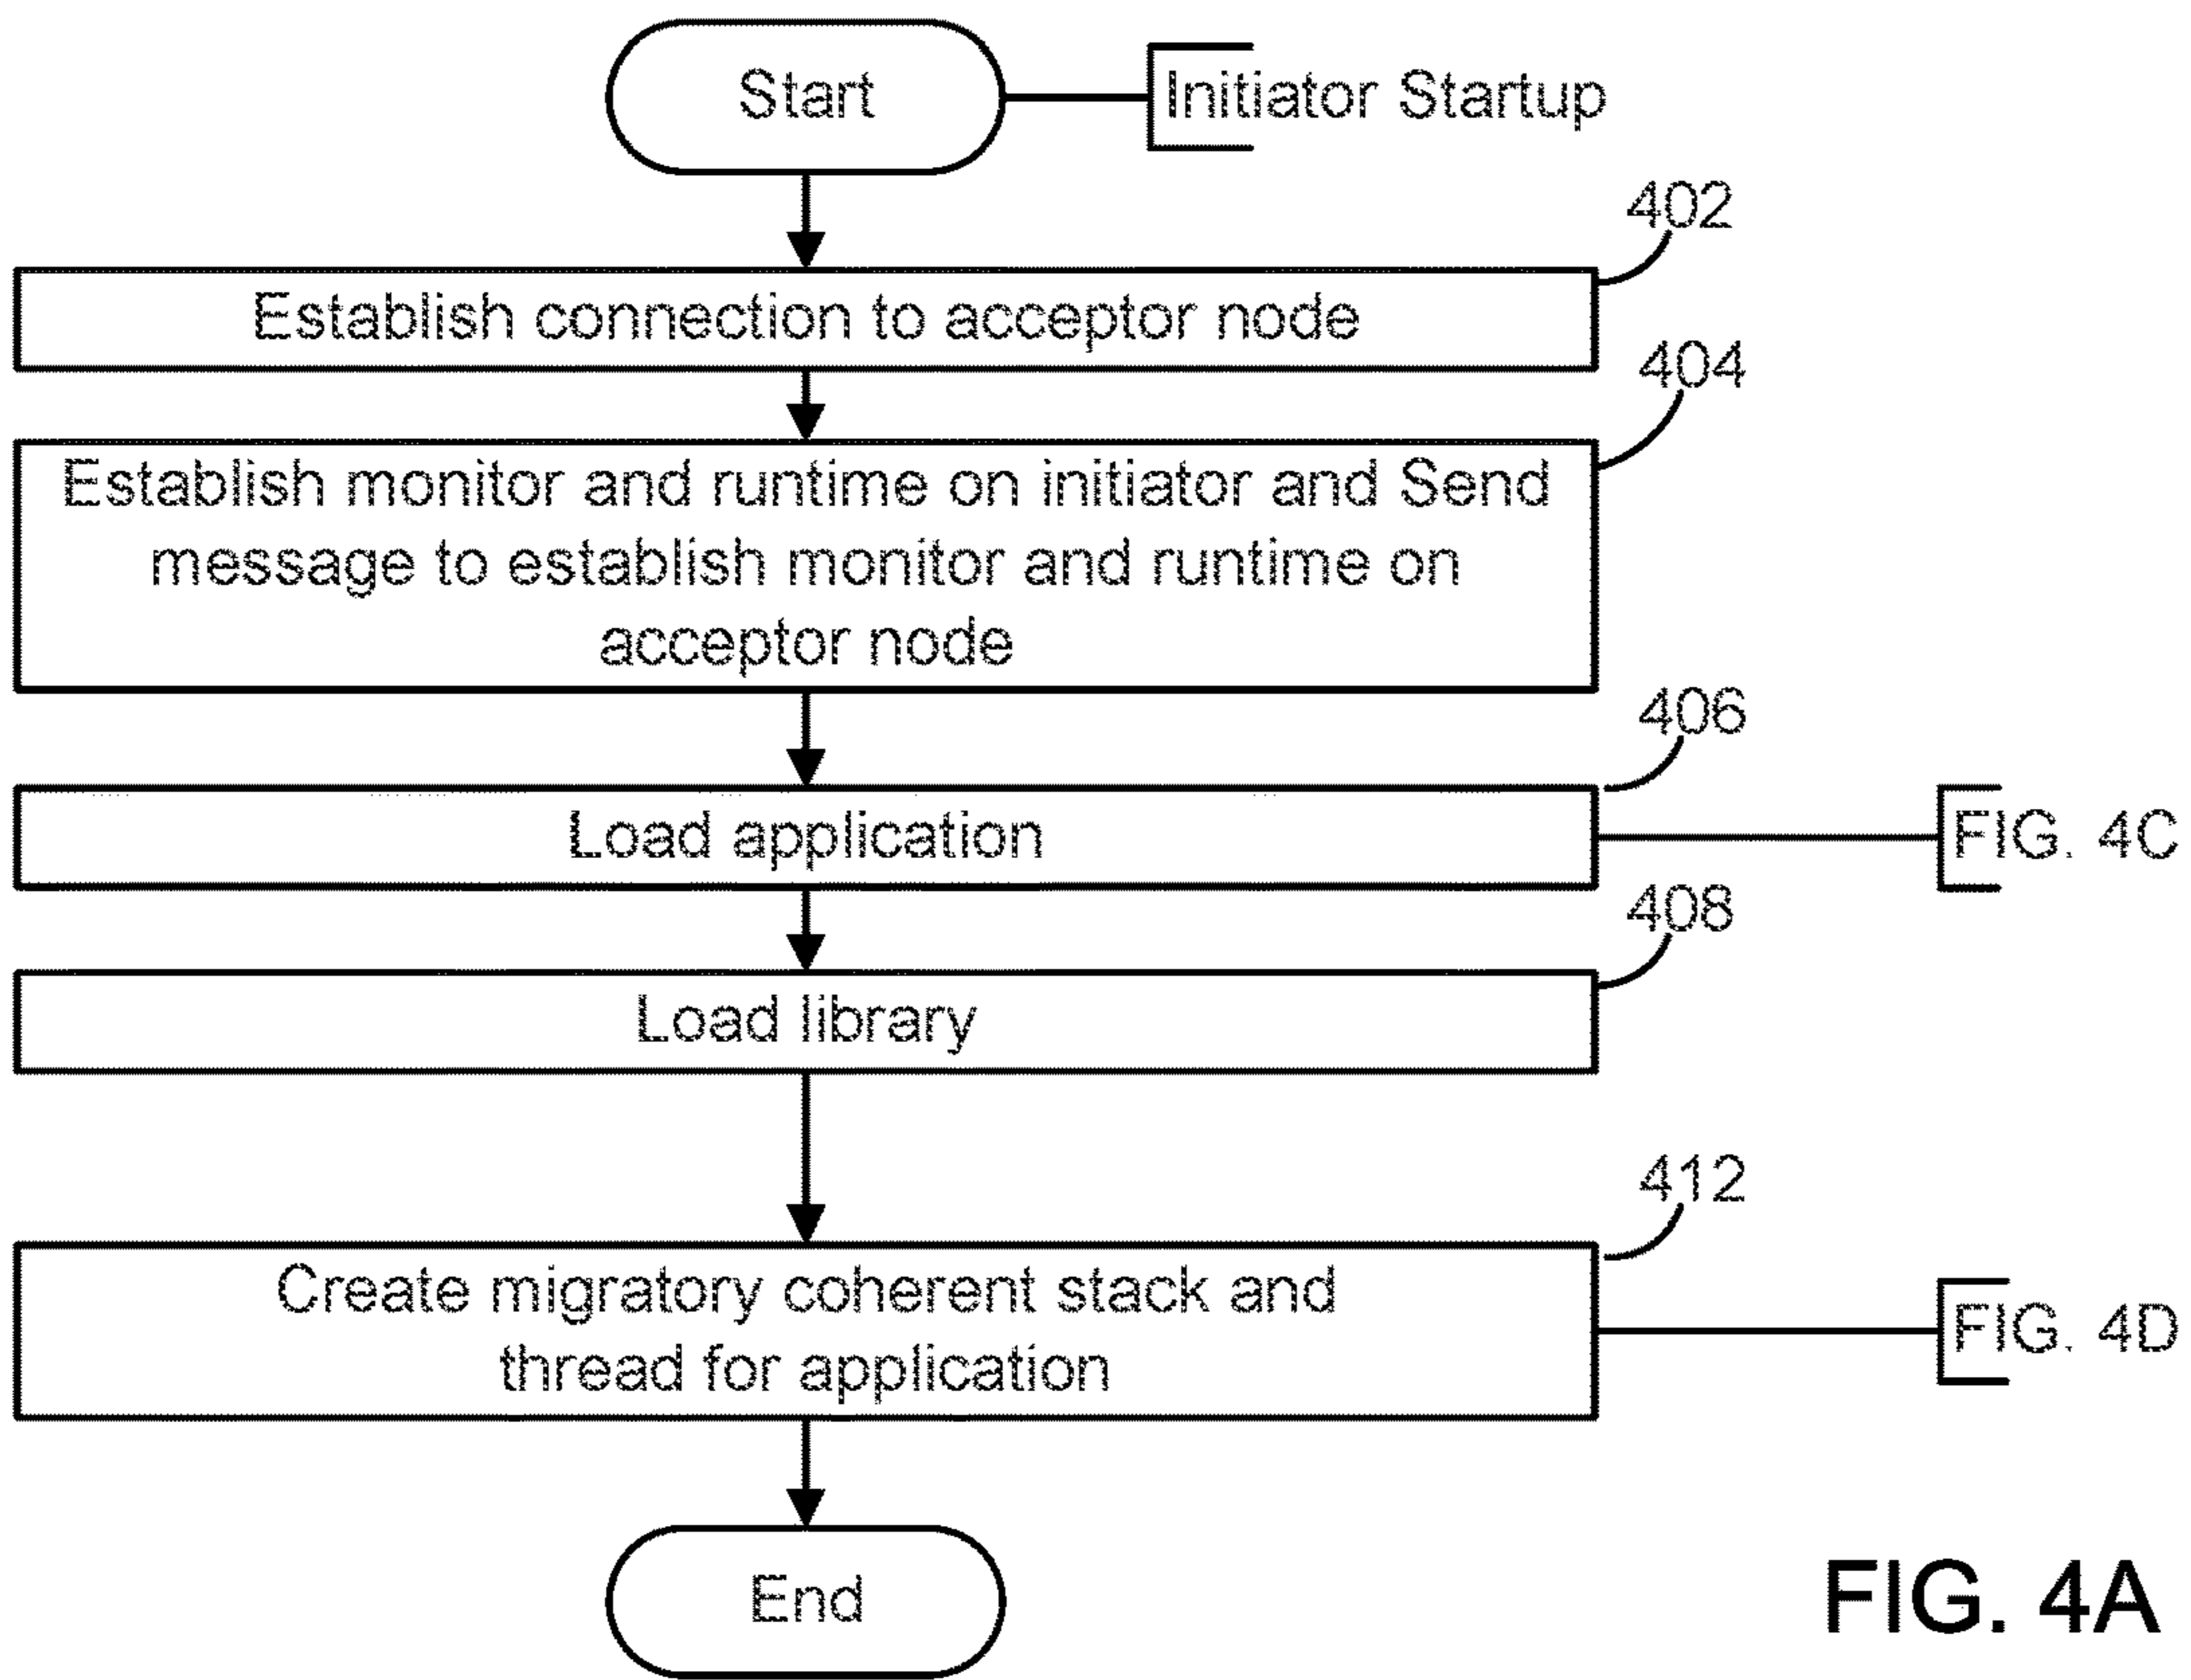 Start
Initiator Startup
402
Establish connection to acceptor node
404
Establish monitor and runtime on initiator and Send
message to establish monitor and runtime on
acceptor node
406
Load application
FIG. 4C
408
Load library
412
Create migratory coherent stack and
thread for application
FIG. 4D
End
FIG. 4A